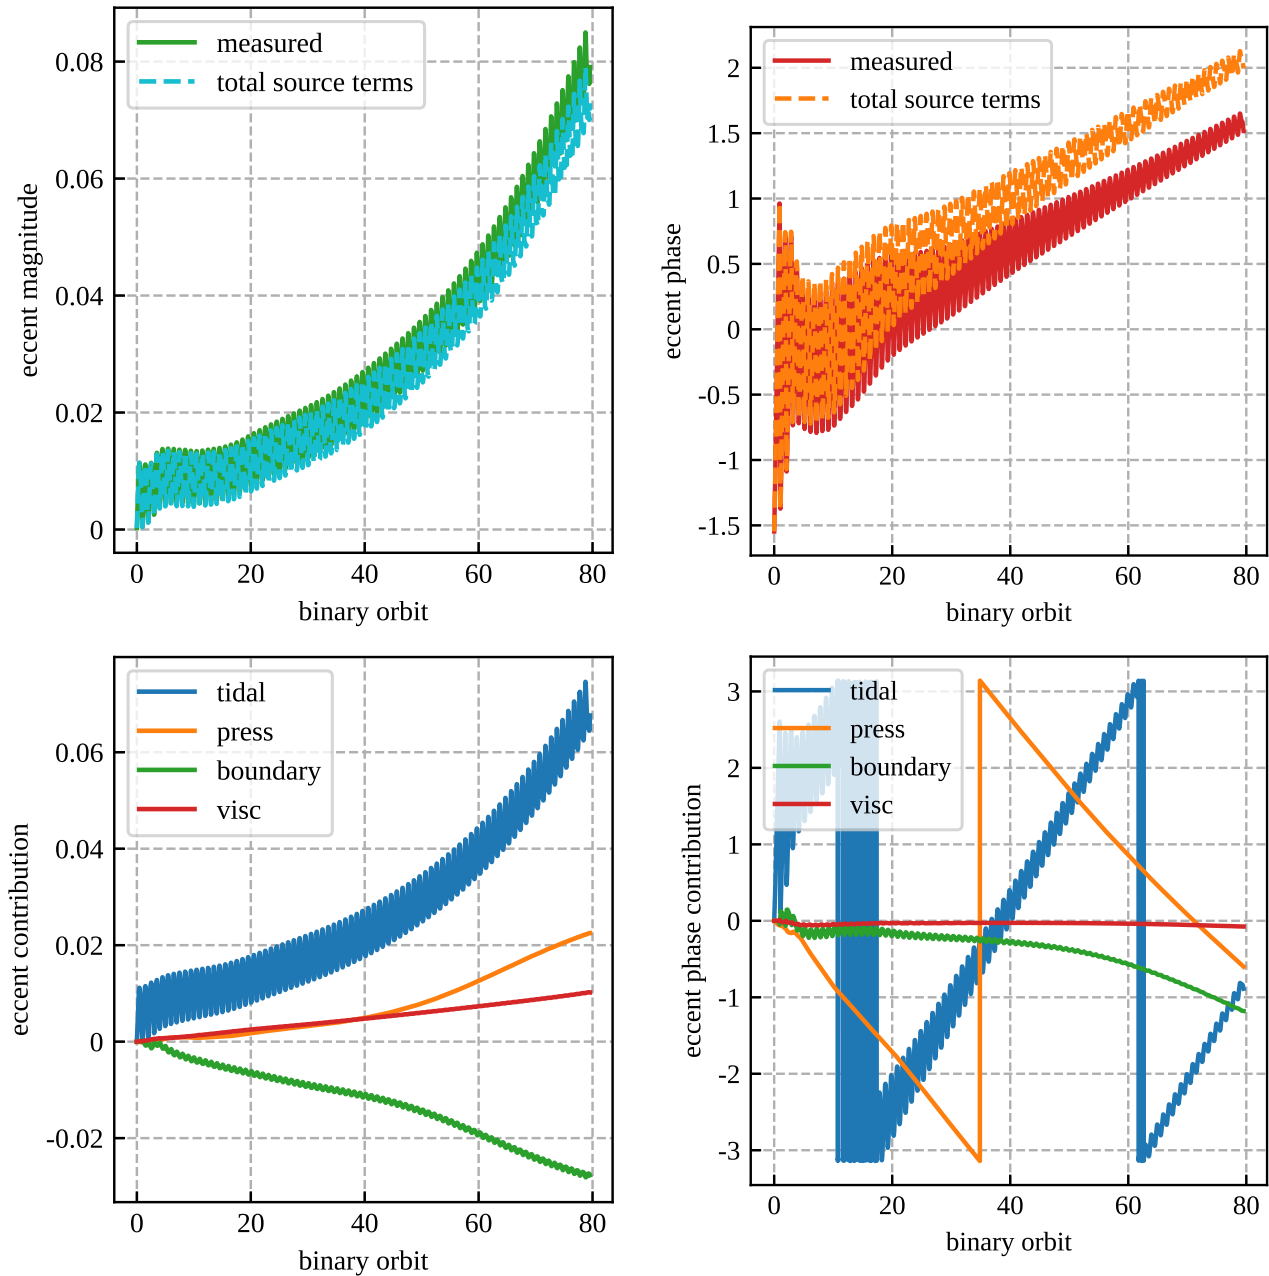 measured
total source terms
0.08
0.06
0.04
0.02
0
eccent magnitude
0 20 40 60 80
binary orbit
measured
total source terms
2
1.5
1
0.5
0
-0.5
-1
-1.5
eccent phase
0 20 40 60 80
binary orbit
tidal
press
boundary
visc
0.06
0.04
0.02
0
-0.02
eccent contribution
0 20 40 60 80
binary orbit
tidal
press
boundary
visc
3
2
1
0
-1
-2
-3
eccent phase contribution
0 20 40 60 80
binary orbit